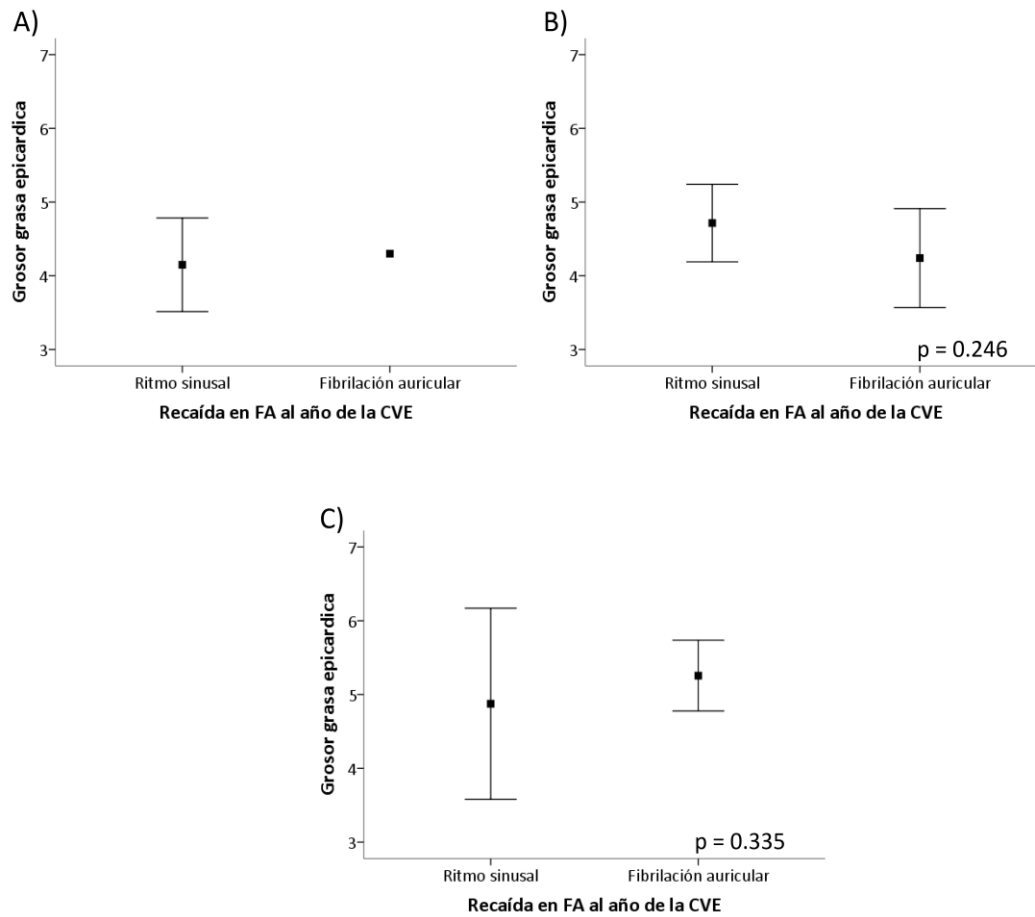 A)
Grosor grasa epicardica
7
6
5
4
3
Ritmo sinusal
Fibrilación auricular
Recaída en FA al año de la CVE
B)
Grosor grasa epicardica
7
6
5
4
3
p = 0.246
Ritmo sinusal
Fibrilación auricular
Recaída en FA al año de la CVE
C)
Grosor grasa epicardica
7
6
5
4
3
p = 0.335
Ritmo sinusal
Fibrilación auricular
Recaída en FA al año de la CVE